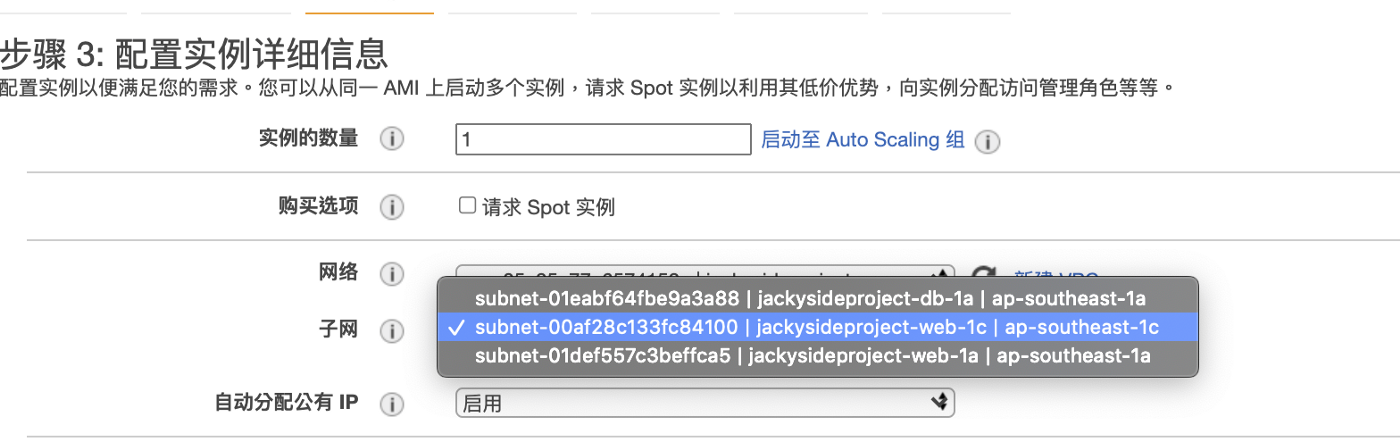 步骤 3: 配置实例详细信息
配置实例以便满足您的需求。您可以从同一 AMI 上启动多个实例，请求 Spot 实例以利用其低价优势，向实例分配访问管理角色等等。
实例的数量 1 启动至 Auto Scaling 组
购买选项 请求 Spot 实例
网络 新建 VPC
subnet-01eabf64fbe9a3a88 | jackysideproject-db-1a | ap-southeast-1a
子网 subnet-00af28c133fc84100 | jackysideproject-web-1c | ap-southeast-1c
subnet-01def557c3beffca5 | jackysideproject-web-1a | ap-southeast-1a
自动分配公有 IP 启用